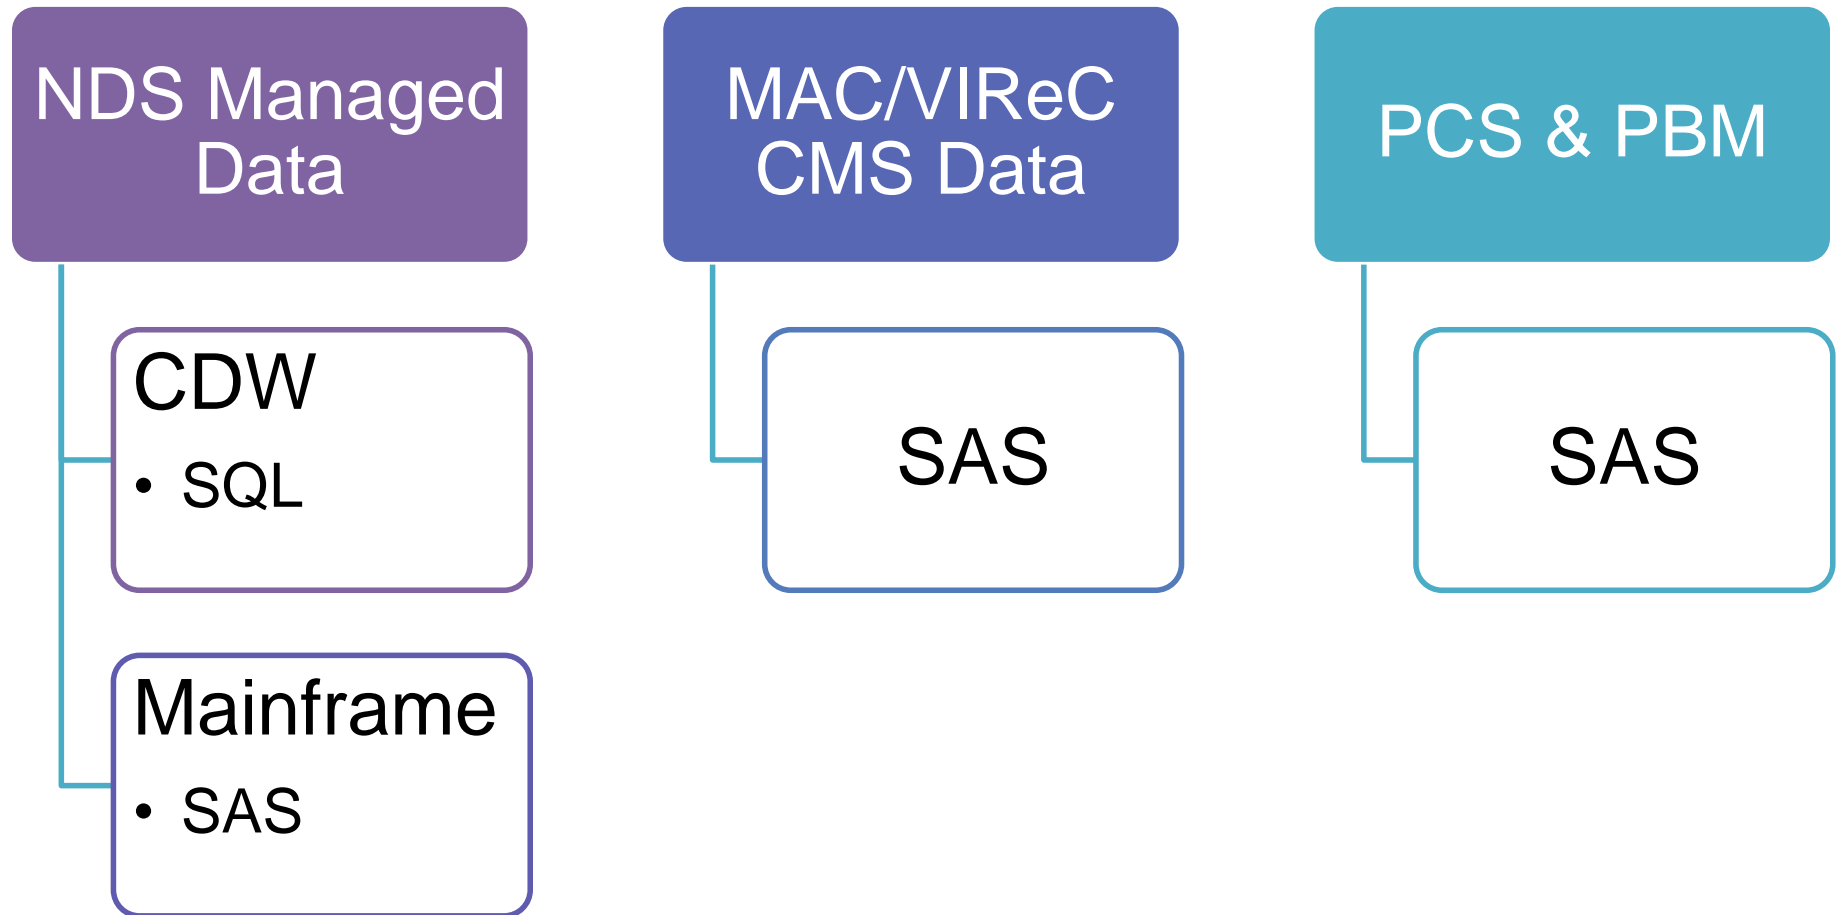 NDS Managed
Data
CDW
• SQL
Mainframe
• SAS
MAC/VIReC
CMS Data
SAS
PCS & PBM
SAS